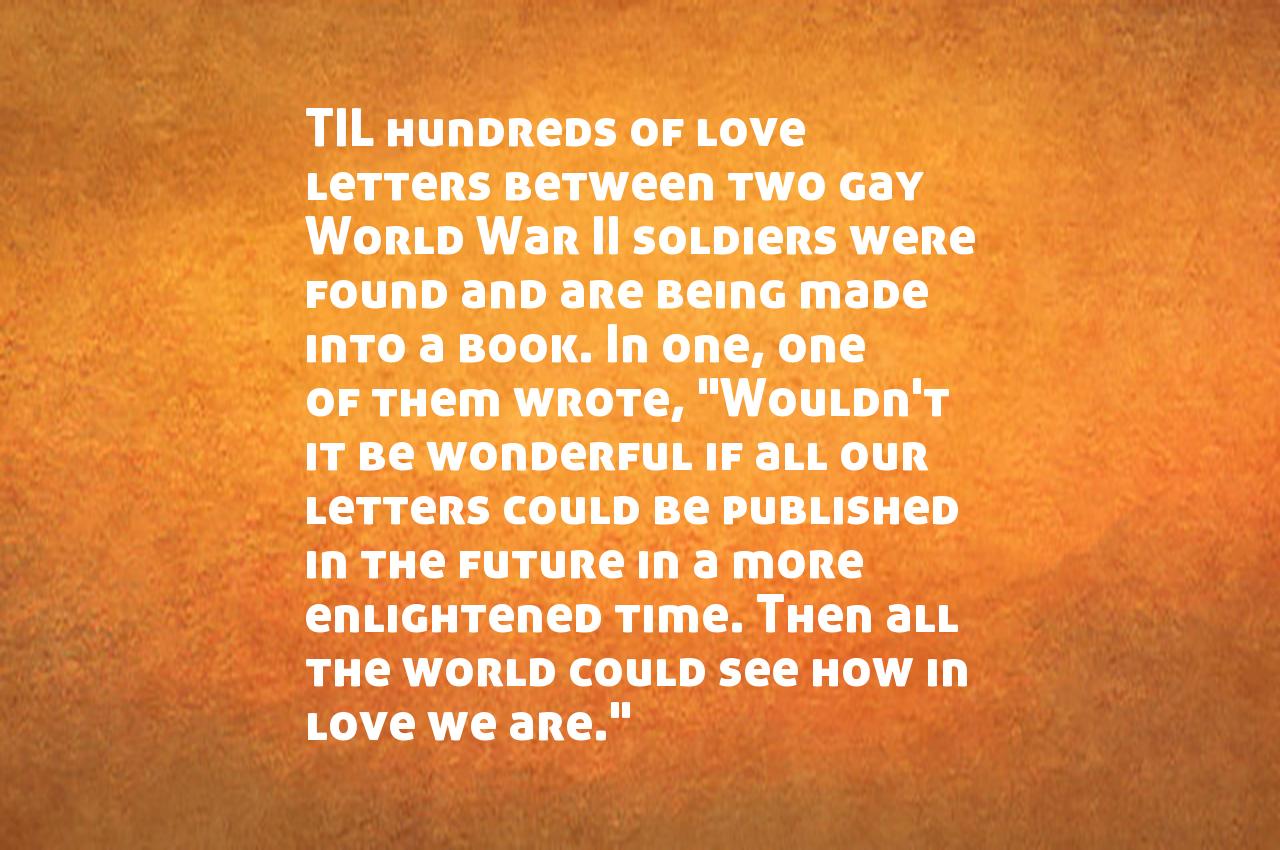 TIL hundreds of love
letters between two gay
World War II soldiers were
found and are being made
into a book. In one, one
of them wrote, "Wouldn't
it be wonderful if all our
letters could be published
in the future in a more
enlightened time. Then all
the world could see how in
love we are."